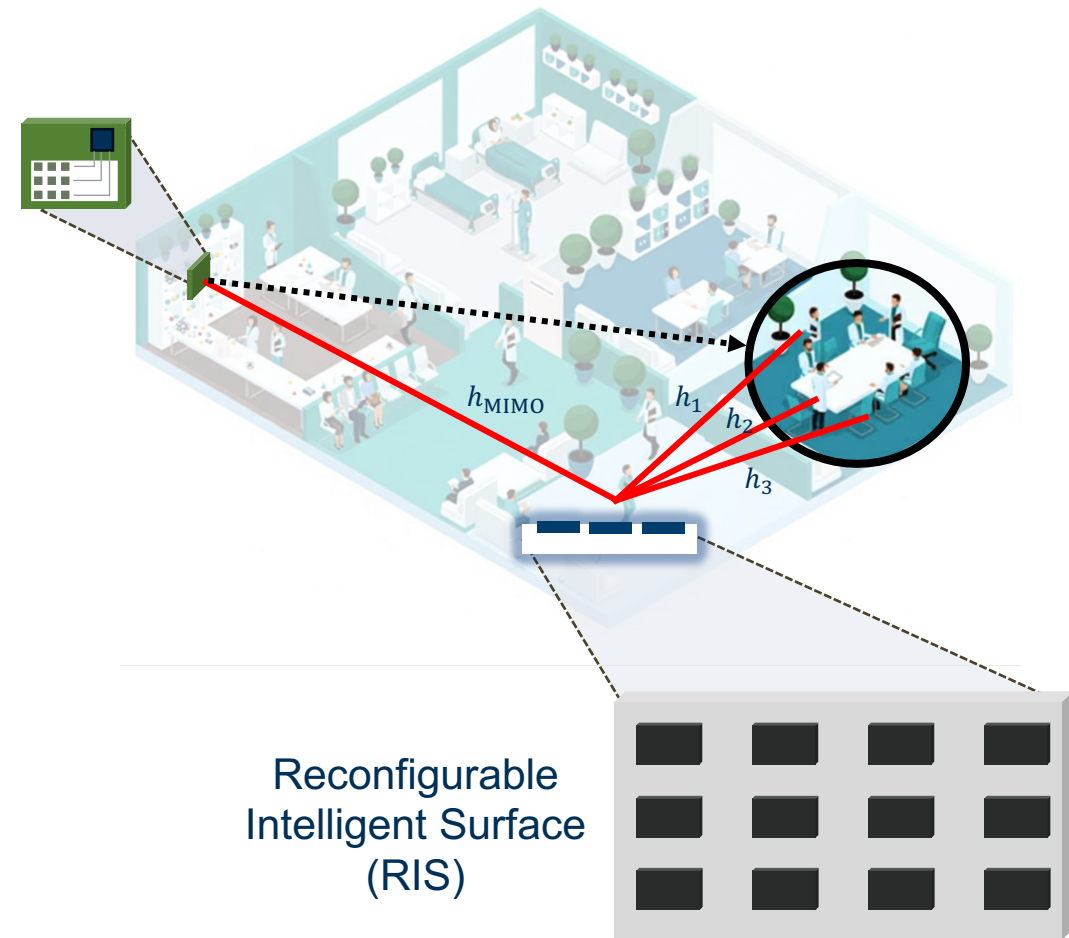 h_MIMO
h_1
h_2
h_3
Reconfigurable
Intelligent Surface
(RIS)